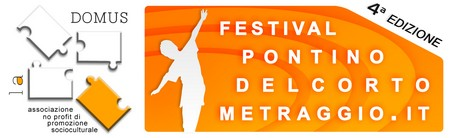 la
DOMUS
associazione
no profit di
promozione
socioculturale
FESTIVAL
PONTINO
DELCORTO
METRAGGIO.IT
4ª EDIZIONE